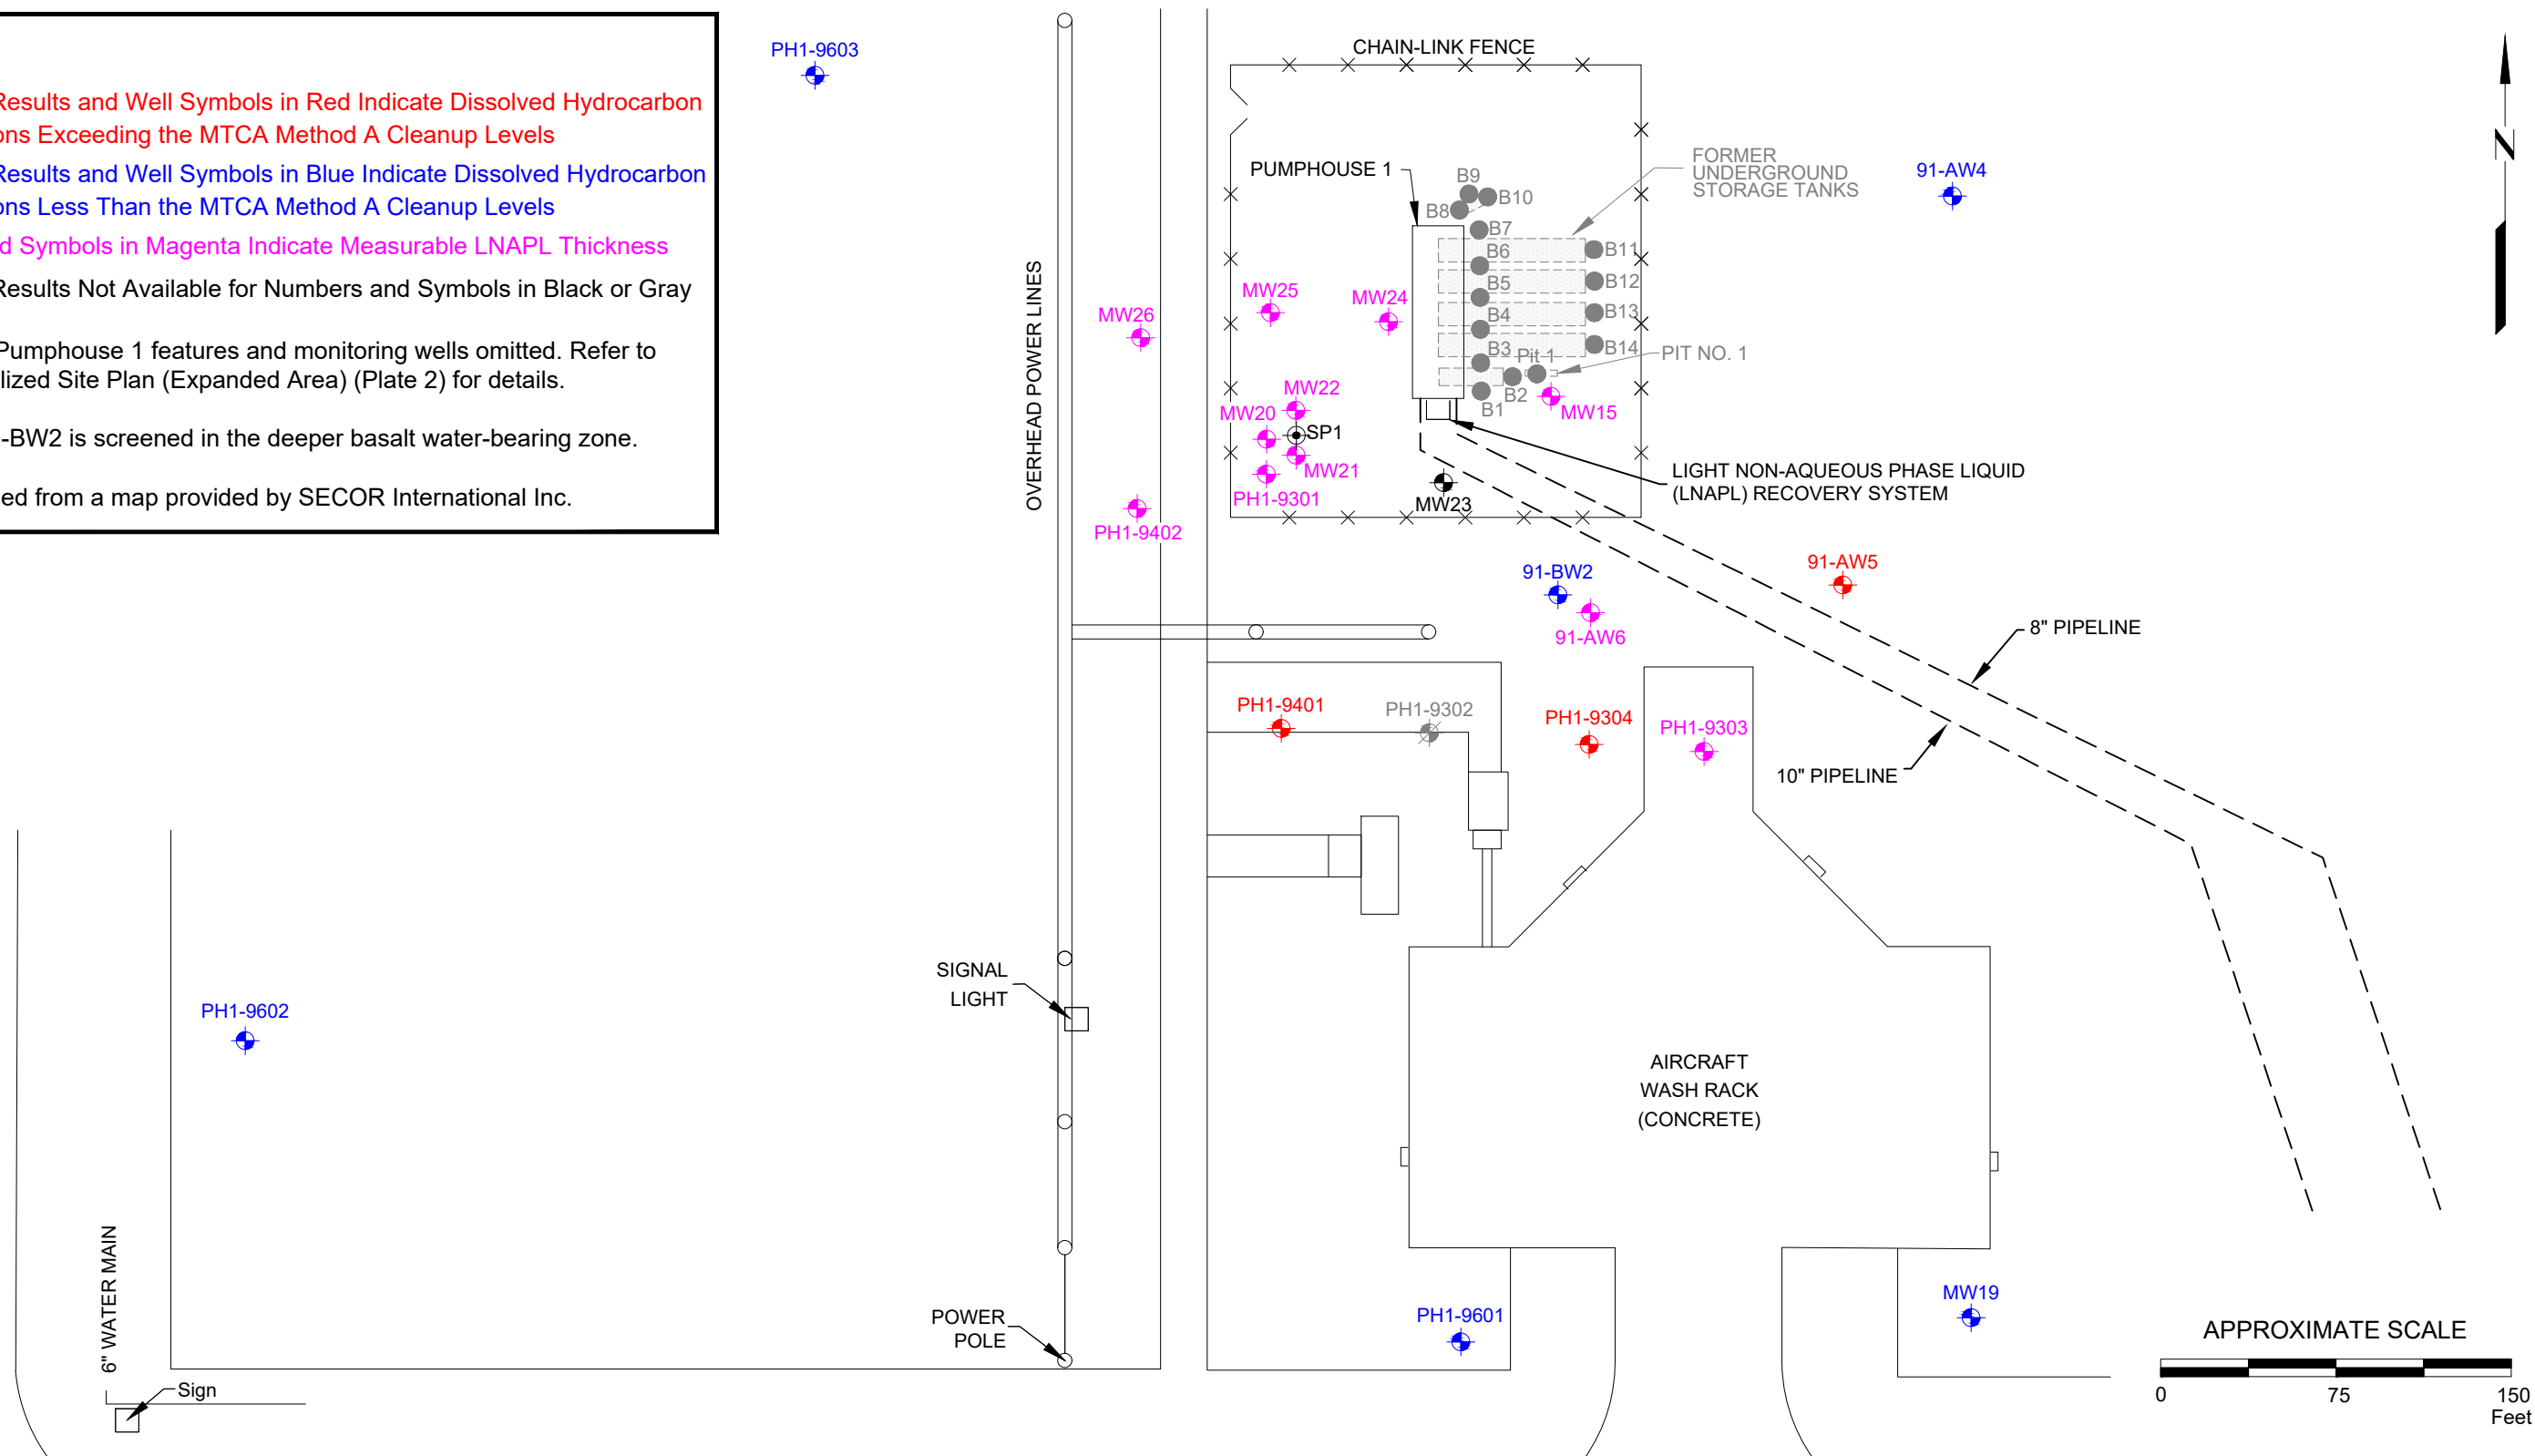 Results and Well Symbols in Red Indicate Dissolved Hydrocarbon
ons Exceeding the MTCA Method A Cleanup Levels
Results and Well Symbols in Blue Indicate Dissolved Hydrocarbon
ons Less Than the MTCA Method A Cleanup Levels
d Symbols in Magenta Indicate Measurable LNAPL Thickness
Results Not Available for Numbers and Symbols in Black or Gray
Pumphouse 1 features and monitoring wells omitted. Refer to
lized Site Plan (Expanded Area) (Plate 2) for details.
-BW2 is screened in the deeper basalt water-bearing zone.
ed from a map provided by SECOR International Inc.
PH1-9603
CHAIN-LINK FENCE
N
PUMPHOUSE 1
FORMER
UNDERGROUND
STORAGE TANKS
91-AW4
B9
B10
B8
B7
B6
B11
B5
B12
B4
B13
B3
B14
Pit 1
PIT NO. 1
B2
B1
MW15
OVERHEAD POWER LINES
MW26
MW25
MW24
MW22
MW20
SP1
MW21
PH1-9301
PH1-9402
MW23
LIGHT NON-AQUEOUS PHASE LIQUID
(LNAPL) RECOVERY SYSTEM
91-BW2
91-AW6
91-AW5
8" PIPELINE
10" PIPELINE
PH1-9401
PH1-9302
PH1-9304
PH1-9303
PH1-9602
SIGNAL
LIGHT
AIRCRAFT
WASH RACK
(CONCRETE)
6" WATER MAIN
Sign
POWER
POLE
PH1-9601
MW19
APPROXIMATE SCALE
0 75 150
Feet